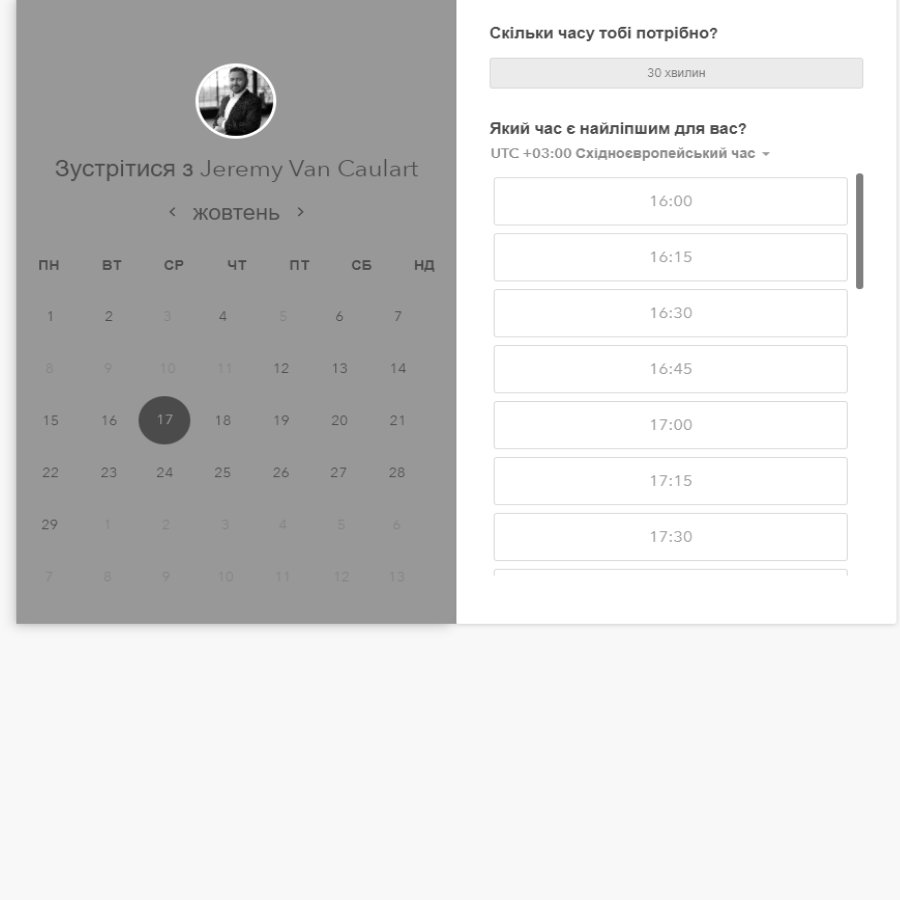 Зустрітися з Jeremy Van Caulart
‹ жовтень ›
ПН ВТ СР ЧТ ПТ СБ НД
1 2 3 4 5 6 7
8 9 10 11 12 13 14
15 16 17 18 19 20 21
22 23 24 25 26 27 28
29 1 2 3 4 5 6
7 8 9 10 11 12 13
Скільки часу тобі потрібно?
30 хвилин
Який час є найліпшим для вас?
UTC +03:00 Східноєвропейський час
16:00
16:15
16:30
16:45
17:00
17:15
17:30